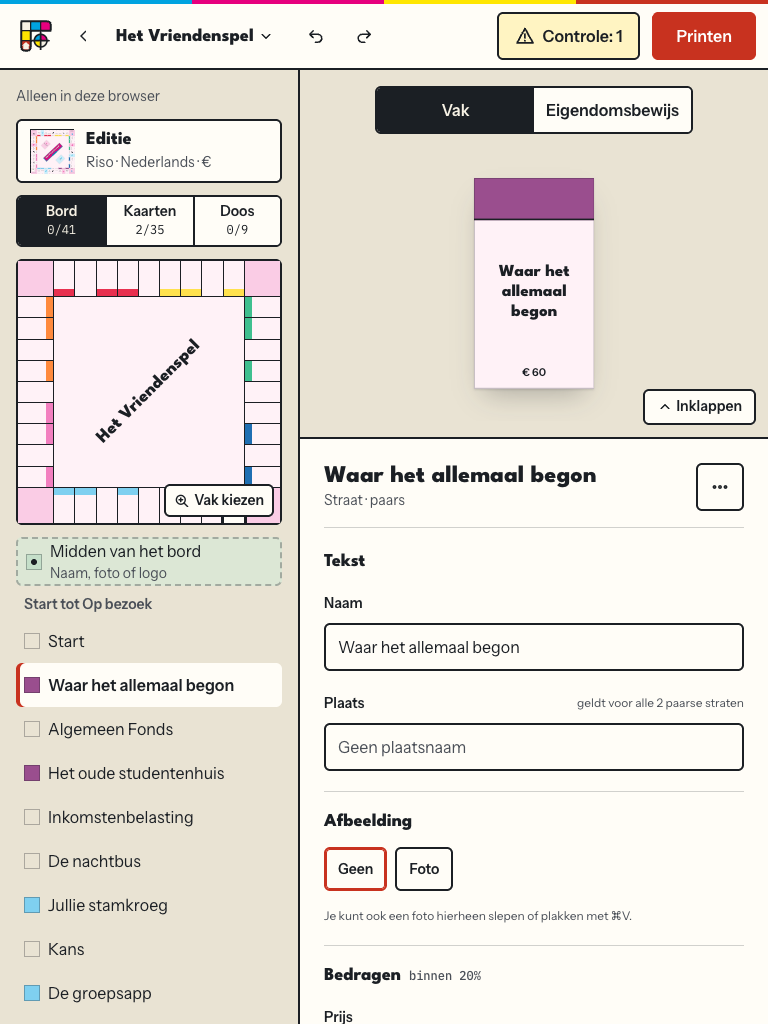 Het Vriendenspel
Controle: 1
Printen
Alleen in deze browser
Editie
Riso · Nederlands · €
Bord
0/41
Kaarten
2/35
Doos
0/9
Het Vriendenspel
Vak kiezen
Midden van het bord
Naam, foto of logo
Start tot Op bezoek
Start
Waar het allemaal begon
Algemeen Fonds
Het oude studentenhuis
Inkomstenbelasting
De nachtbus
Jullie stamkroeg
Kans
De groepsapp
Vak
Eigendomsbewijs
Waar het
allemaal
begon
€ 60
Inklappen
Waar het allemaal begon
Straat · paars
Tekst
Naam
Waar het allemaal begon
Plaats
geldt voor alle 2 paarse straten
Geen plaatsnaam
Afbeelding
Geen
Foto
Je kunt ook een foto hierheen slepen of plakken met ⌘V.
Bedragen binnen 20%
Prijs